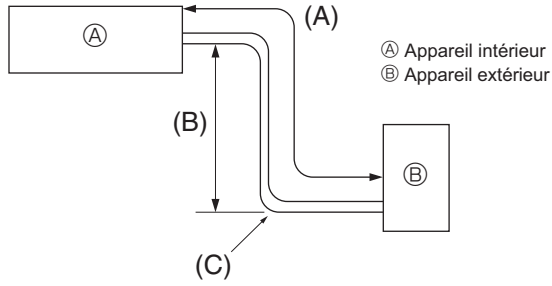 (A)
Ⓐ
Ⓐ Appareil intérieur
Ⓑ Appareil extérieur
(B)
Ⓑ
(C)